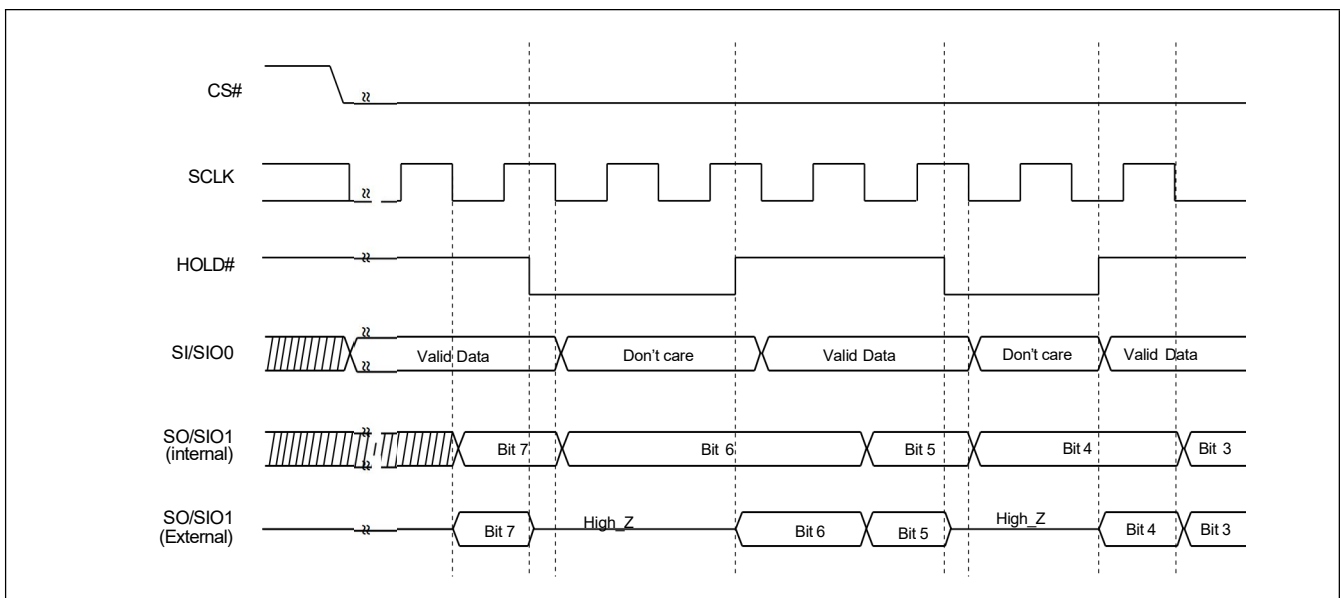 CS#
SCLK
HOLD#
SI/SIO0
Valid Data
Don't care
Valid Data
Don't care
Valid Data
SO/SIO1
(internal)
Bit 7
Bit 6
Bit 5
Bit 4
Bit 3
SO/SIO1
(External)
Bit 7
High_Z
Bit 6
Bit 5
High_Z
Bit 4
Bit 3